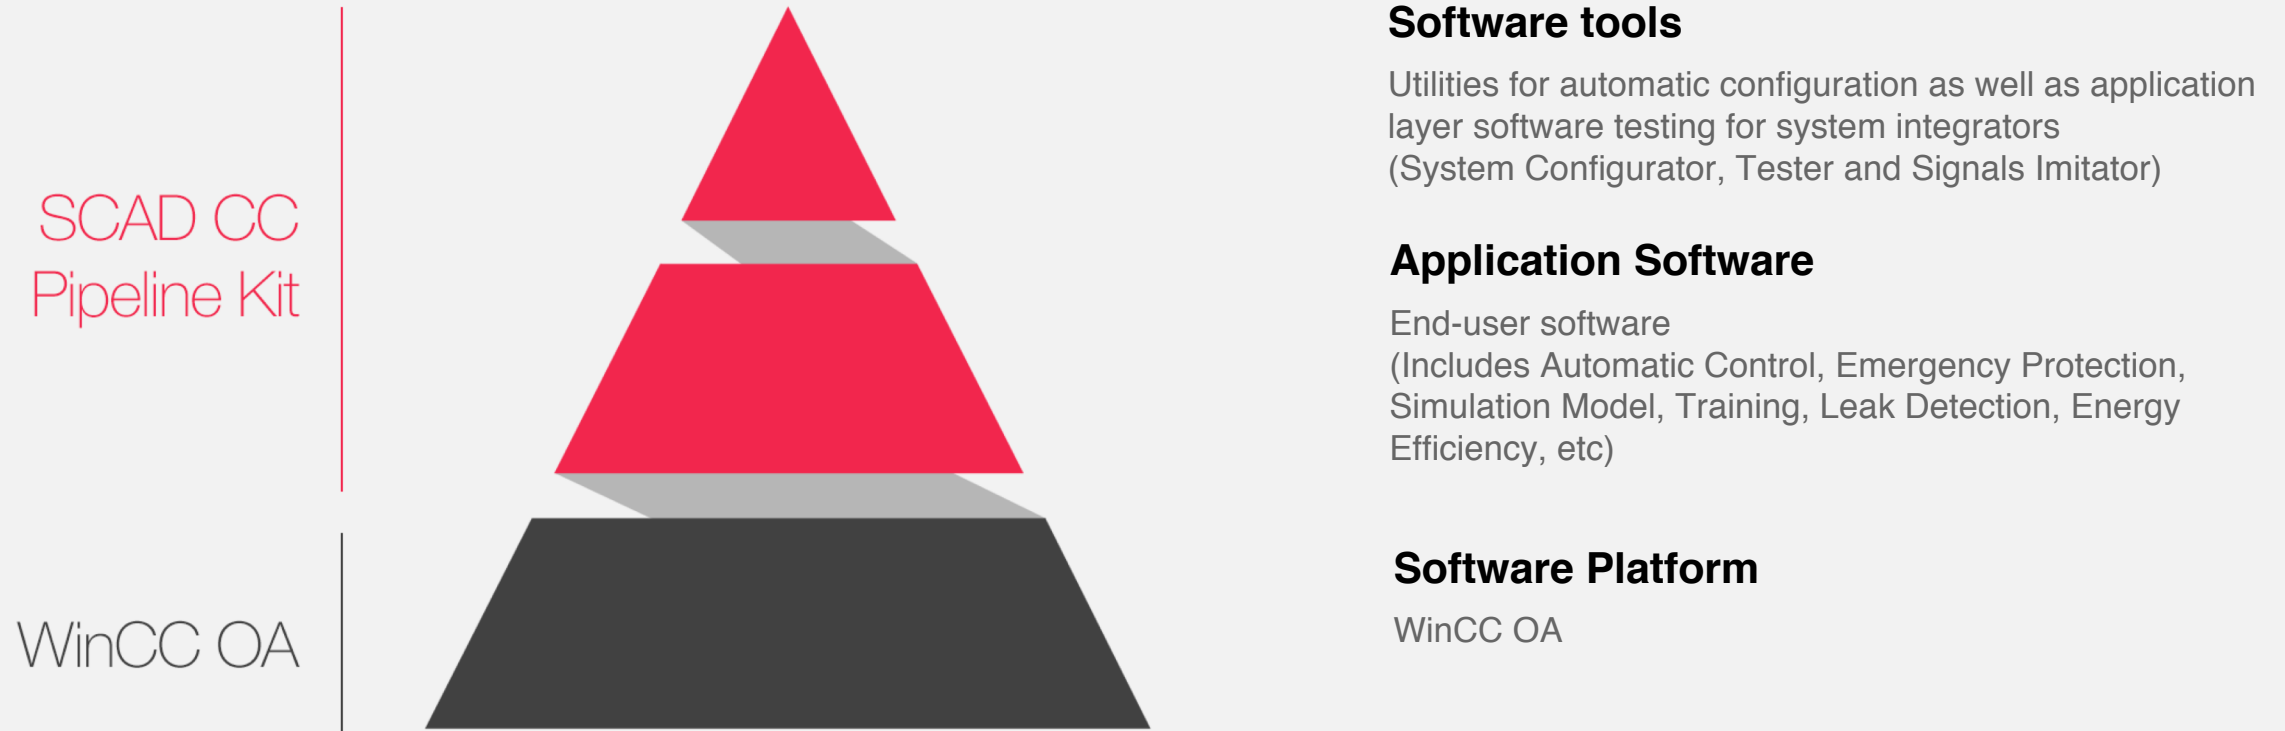 SCAD CC
Pipeline Kit
WinCC OA
Software tools
Utilities for automatic configuration as well as application
layer software testing for system integrators
(System Configurator, Tester and Signals Imitator)
Application Software
End-user software
(Includes Automatic Control, Emergency Protection,
Simulation Model, Training, Leak Detection, Energy
Efficiency, etc)
Software Platform
WinCC OA